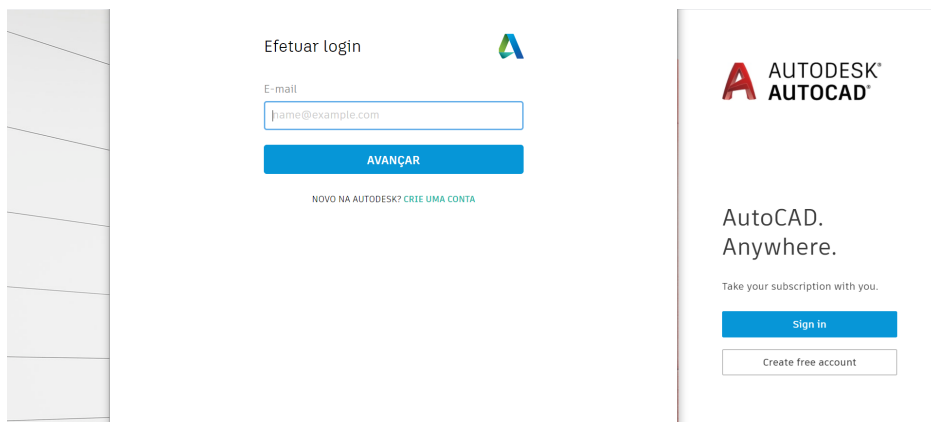 Efetuar login
E-mail
name@example.com
AVANÇAR
NOVO NA AUTODESK? CRIE UMA CONTA
AUTODESK®
AUTOCAD®
AutoCAD.
Anywhere.
Take your subscription with you.
Sign in
Create free account